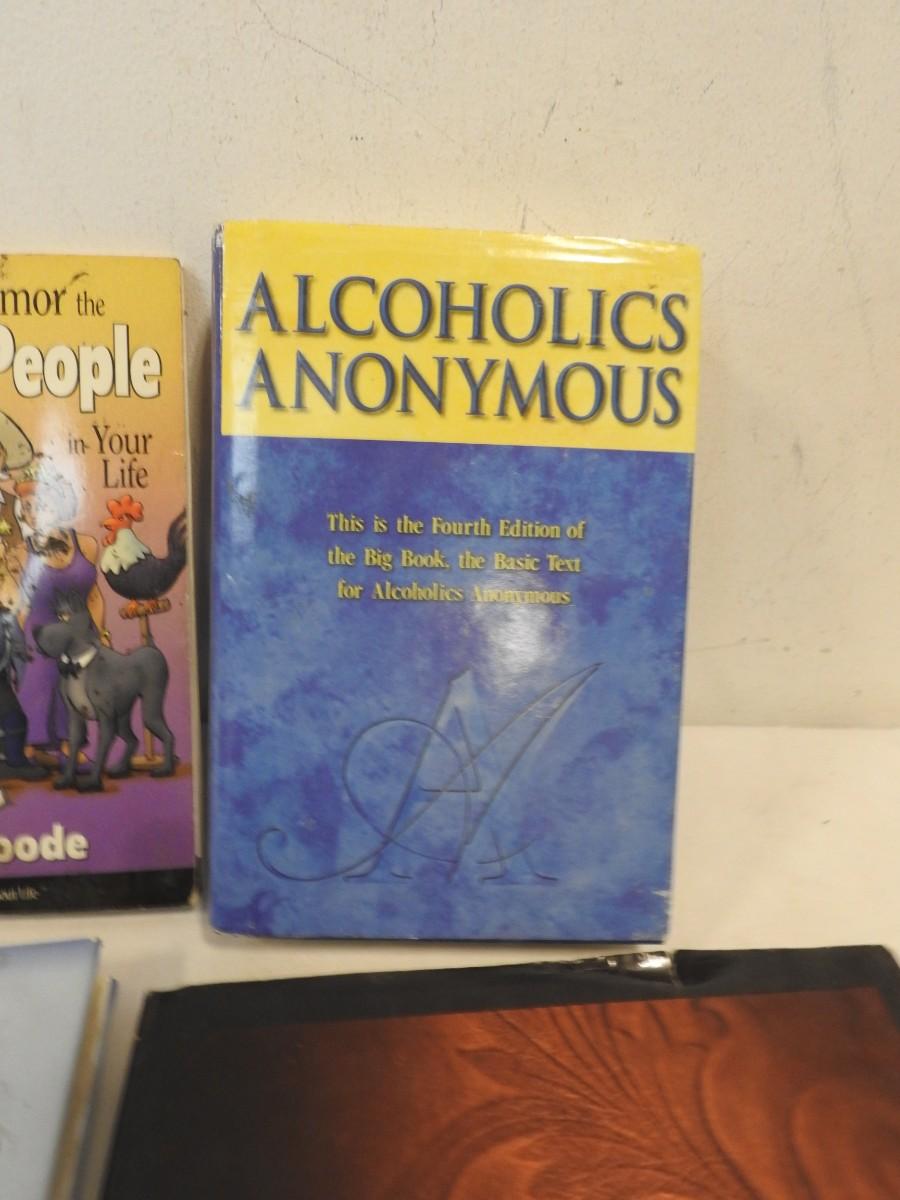 mor the
People
in Your
Life
oode
ALCOHOLICS
ANONYMOUS
This is the Fourth Edition of
the Big Book, the Basic Text
for Alcoholics Anonymous